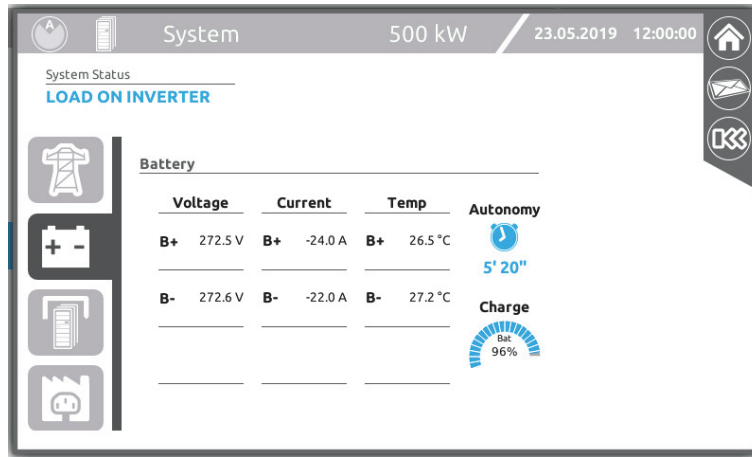 A System 500 kW 23.05.2019 12:00:00
System Status
LOAD ON INVERTER
Battery
Voltage Current Temp Autonomy
B+ 272.5 V B+ -24.0 A B+ 26.5 °C
5' 20"
B- 272.6 V B- -22.0 A B- 27.2 °C
Charge
Bat
96%